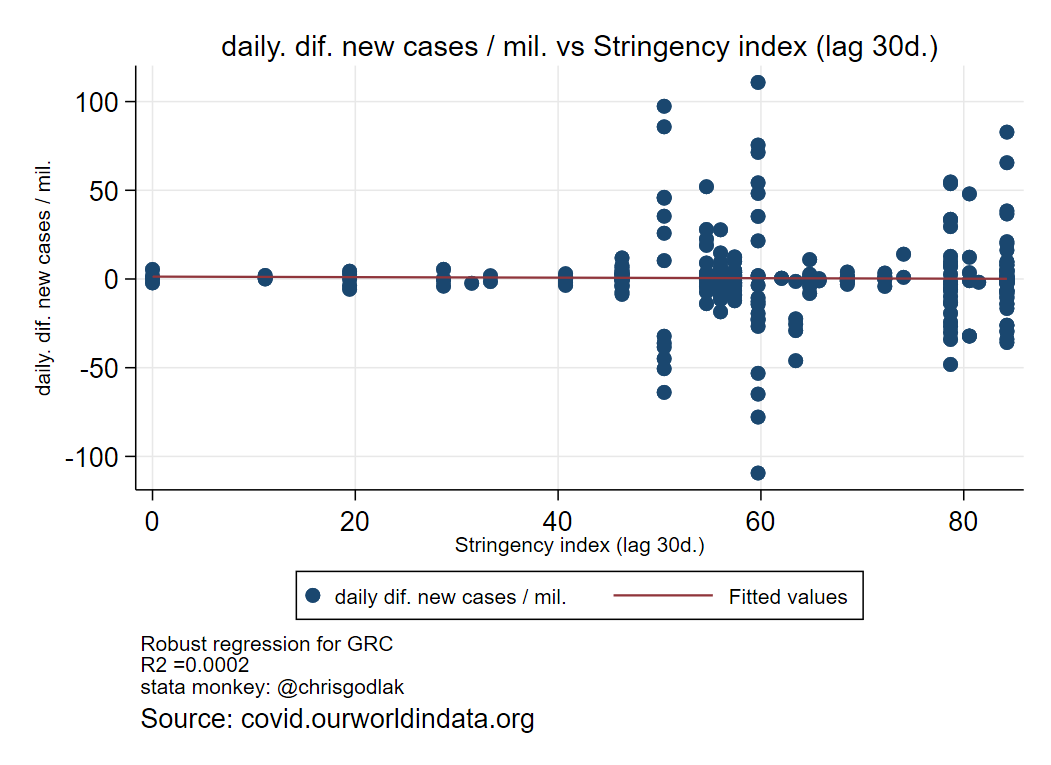 daily. dif. new cases / mil. vs Stringency index (lag 30d.)
daily. dif. new cases / mil.
100
50
0
-50
-100
0 20 40 60 80
Stringency index (lag 30d.)
daily dif. new cases / mil. Fitted values
Robust regression for GRC
R2 =0.0002
stata monkey: @chrisgodlak
Source: covid.ourworldindata.org